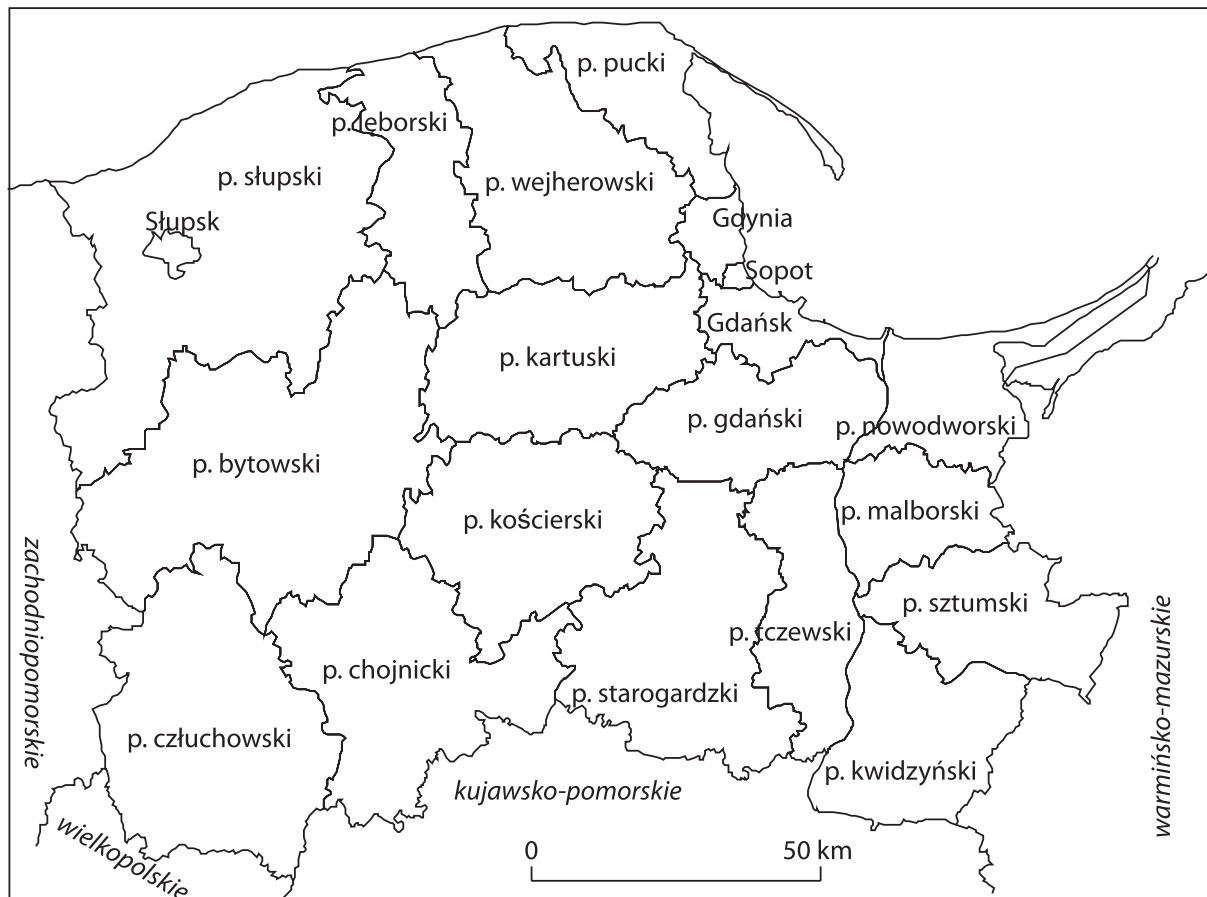 p. pucki
p. lęborski
p. słupski
p. wejherowski
Słupsk
Gdynia
Sopot
Gdańsk
p. kartuski
p. gdański
p. nowodworski
p. bytowski
p. kościerski
p. malborski
zachodniopomorskie
p. sztumski
p. tczewski
warmińsko-mazurskie
p. chojnicki
p. starogardzki
p. człuchowski
p. kwidzyński
kujawsko-pomorskie
wielkopolskie
0 50 km